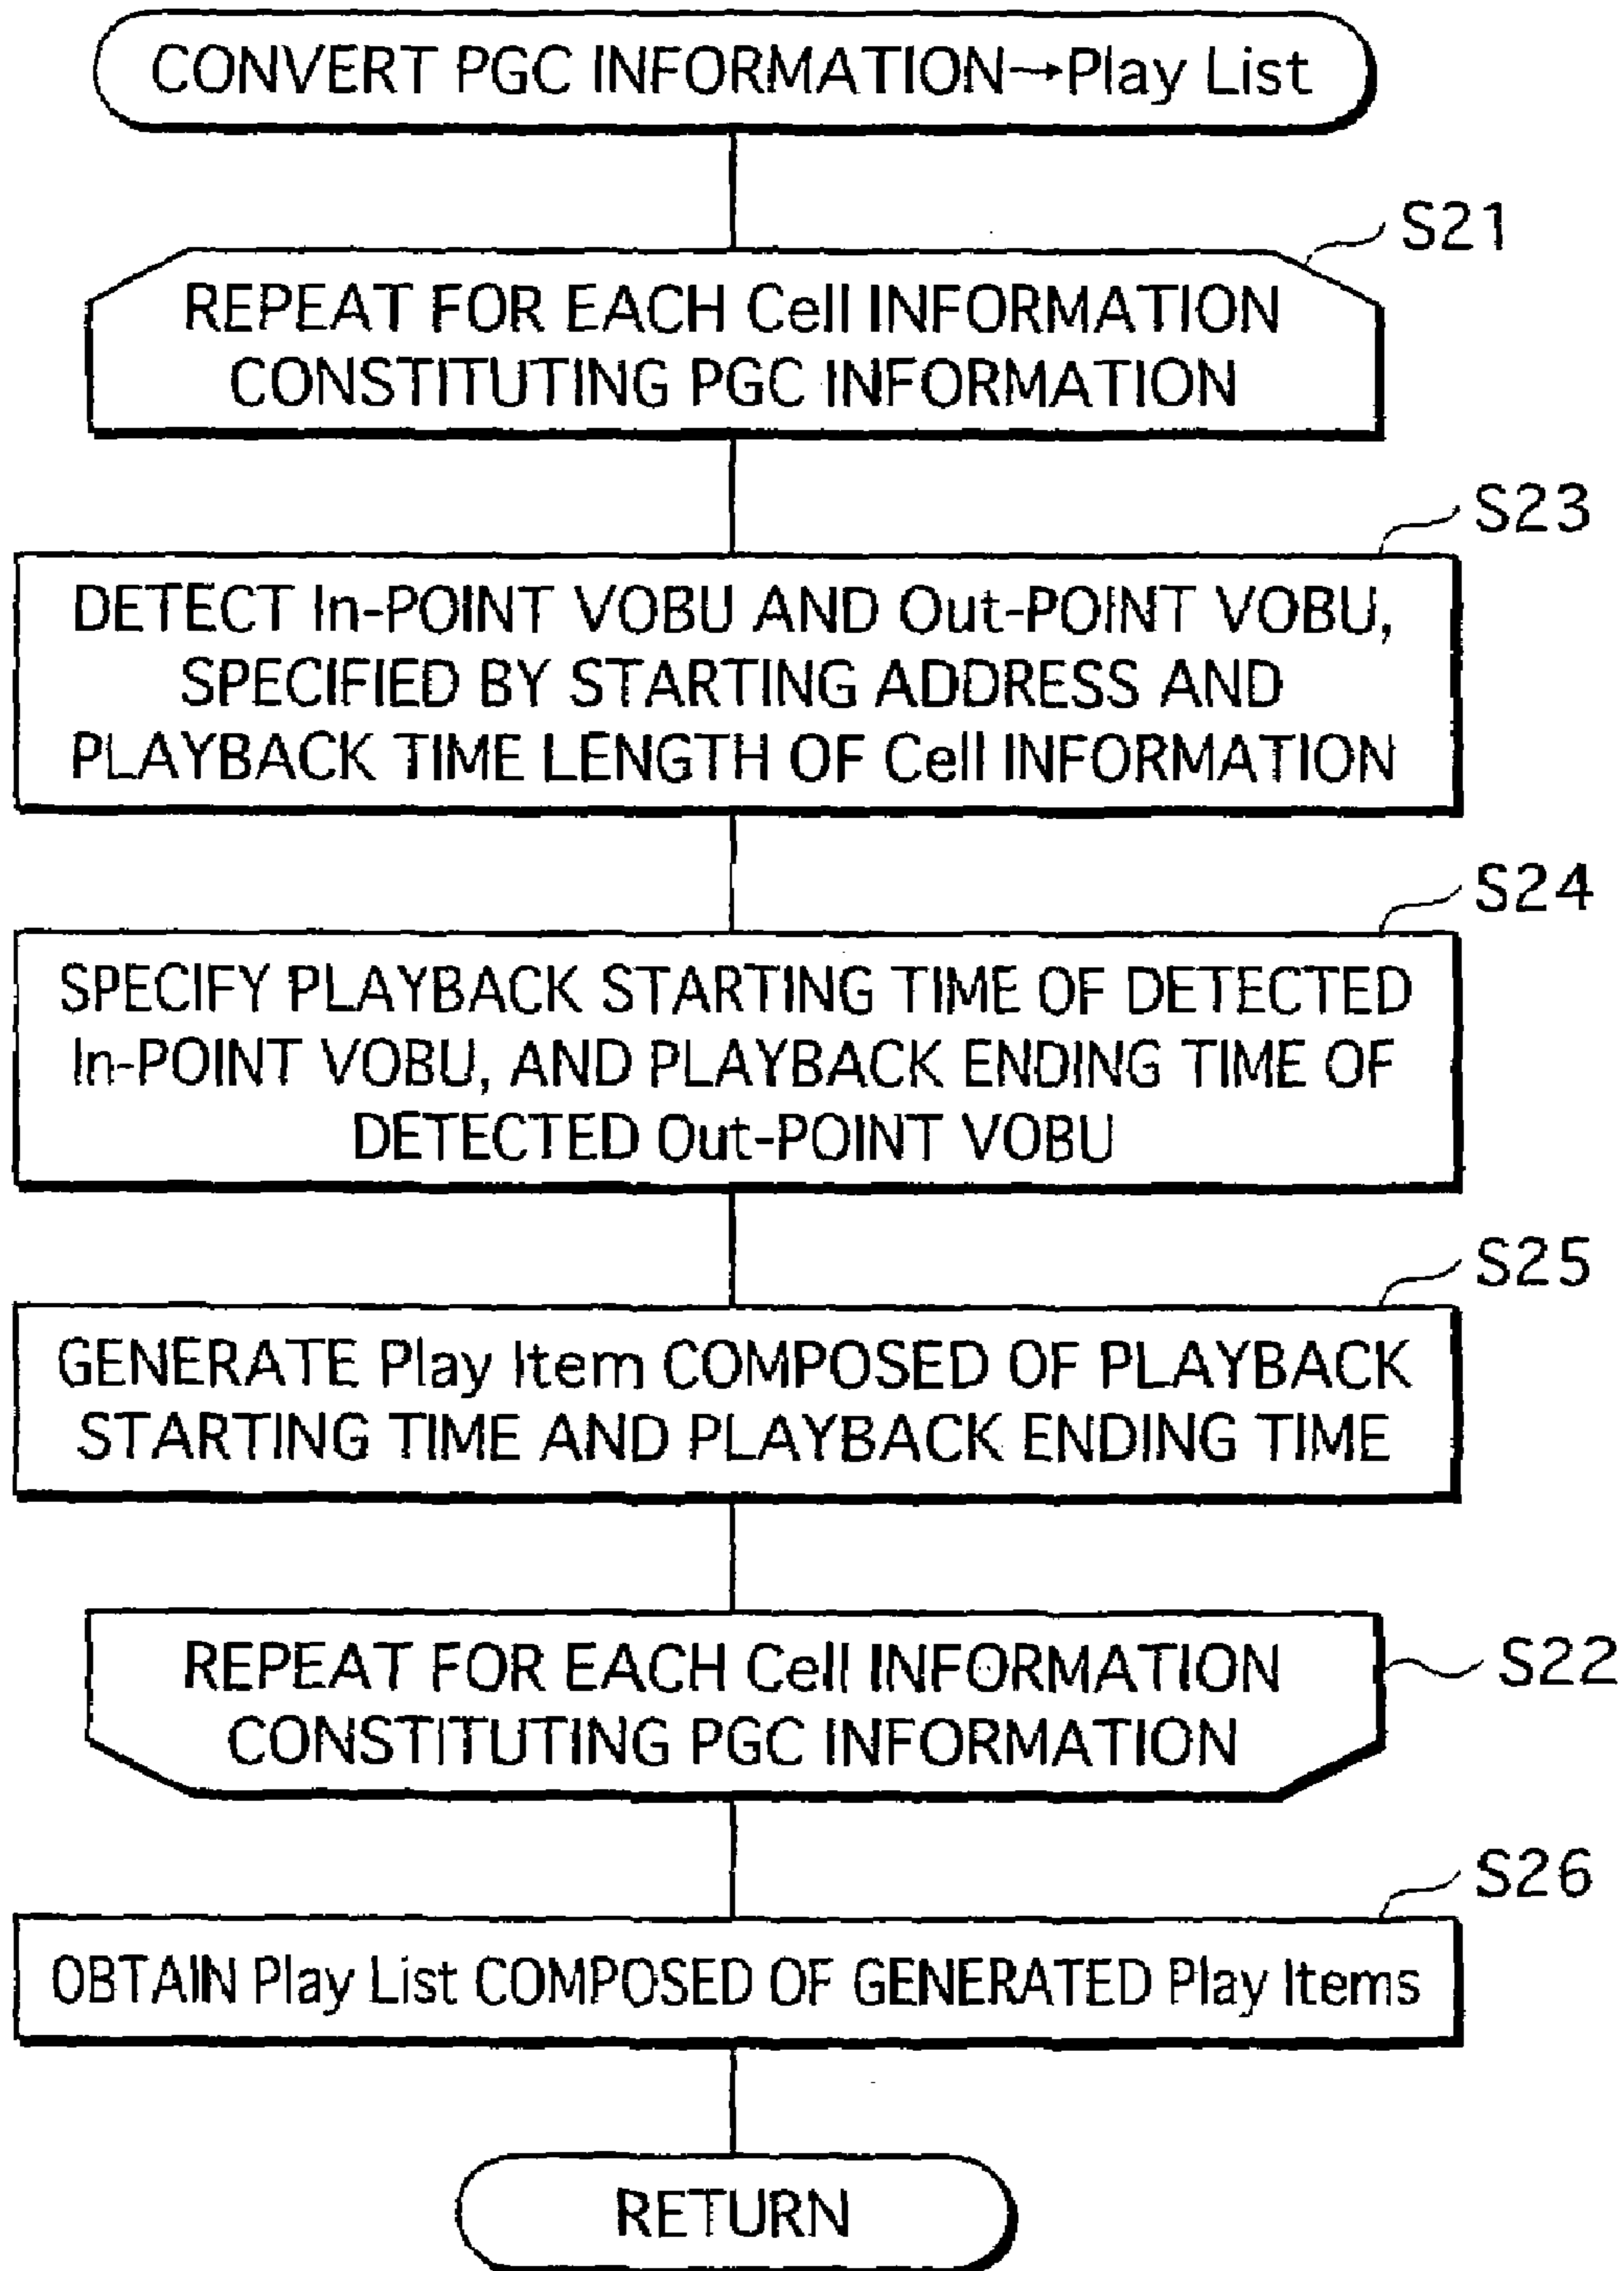 CONVERT PGC INFORMATION→Play List
S21
REPEAT FOR EACH Cell INFORMATION
CONSTITUTING PGC INFORMATION
S23
DETECT In-POINT VOBU AND Out-POINT VOBU,
SPECIFIED BY STARTING ADDRESS AND
PLAYBACK TIME LENGTH OF Cell INFORMATION
S24
SPECIFY PLAYBACK STARTING TIME OF DETECTED
In-POINT VOBU, AND PLAYBACK ENDING TIME OF
DETECTED Out-POINT VOBU
S25
GENERATE Play Item COMPOSED OF PLAYBACK
STARTING TIME AND PLAYBACK ENDING TIME
REPEAT FOR EACH Cell INFORMATION
CONSTITUTING PGC INFORMATION
S22
S26
OBTAIN Play List COMPOSED OF GENERATED Play Items
RETURN